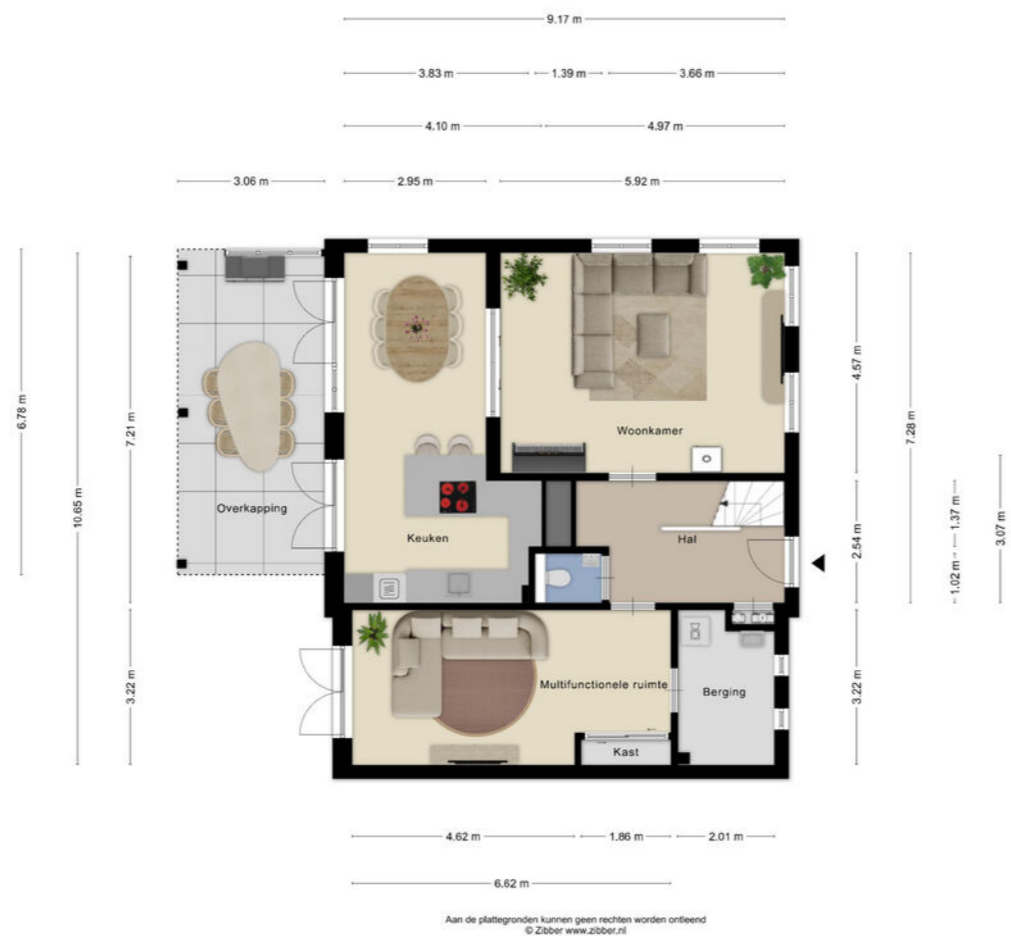 9.17 m
3.83 m
1.39 m
3.66 m
4.10 m
4.97 m
3.06 m
2.95 m
5.92 m
6.78 m
10.65 m
7.21 m
3.22 m
Woonkamer
Overkapping
Keuken
Hal
Multifunctionele ruimte
Berging
Kast
4.57 m
2.54 m
3.22 m
7.28 m
1.37 m
1.02 m
3.07 m
4.62 m
1.86 m
2.01 m
6.62 m
Aan de plattegronden kunnen geen rechten worden ontleend
© Zibber www.zibber.nl